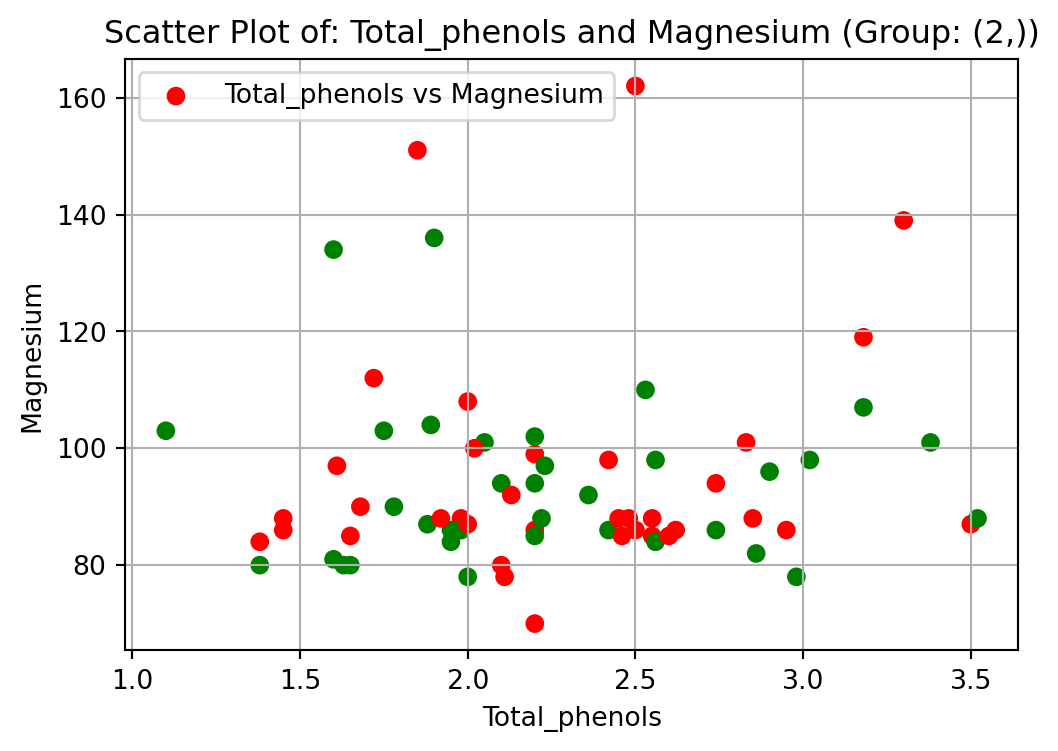 Scatter Plot of: Total_phenols and Magnesium (Group: (2,))
Total_phenols vs Magnesium
160
140
120
100
80
Magnesium
1.0 1.5 2.0 2.5 3.0 3.5
Total_phenols